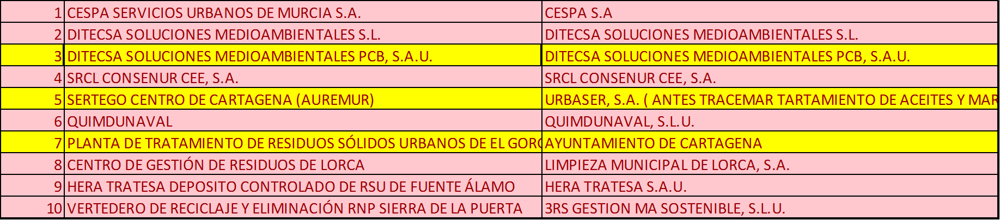 1 CESPA SERVICIOS URBANOS DE MURCIA S.A. CESPA S.A
2 DITECSA SOLUCIONES MEDIOAMBIENTALES S.L. DITECSA SOLUCIONES MEDIOAMBIENTALES S.L.
3 DITECSA SOLUCIONES MEDIOAMBIENTALES PCB, S.A.U. DITECSA SOLUCIONES MEDIOAMBIENTALES PCB, S.A.U.
4 SRCL CONSENUR CEE, S.A. SRCL CONSENUR CEE, S.A.
5 SERTEGO CENTRO DE CARTAGENA (AUREMUR) URBASER, S.A. ( ANTES TRACEMAR TARTAMIENTO DE ACEITES Y MAR
6 QUIMDUNAVAL QUIMDUNAVAL, S.L.U.
7 PLANTA DE TRATAMIENTO DE RESIDUOS SÓLIDOS URBANOS DE EL GORG AYUNTAMIENTO DE CARTAGENA
8 CENTRO DE GESTIÓN DE RESIDUOS DE LORCA LIMPIEZA MUNICIPAL DE LORCA, S.A.
9 HERA TRATESA DEPOSITO CONTROLADO DE RSU DE FUENTE ÁLAMO HERA TRATESA S.A.U.
10 VERTEDERO DE RECICLAJE Y ELIMINACIÓN RNP SIERRA DE LA PUERTA 3RS GESTION MA SOSTENIBLE, S.L.U.